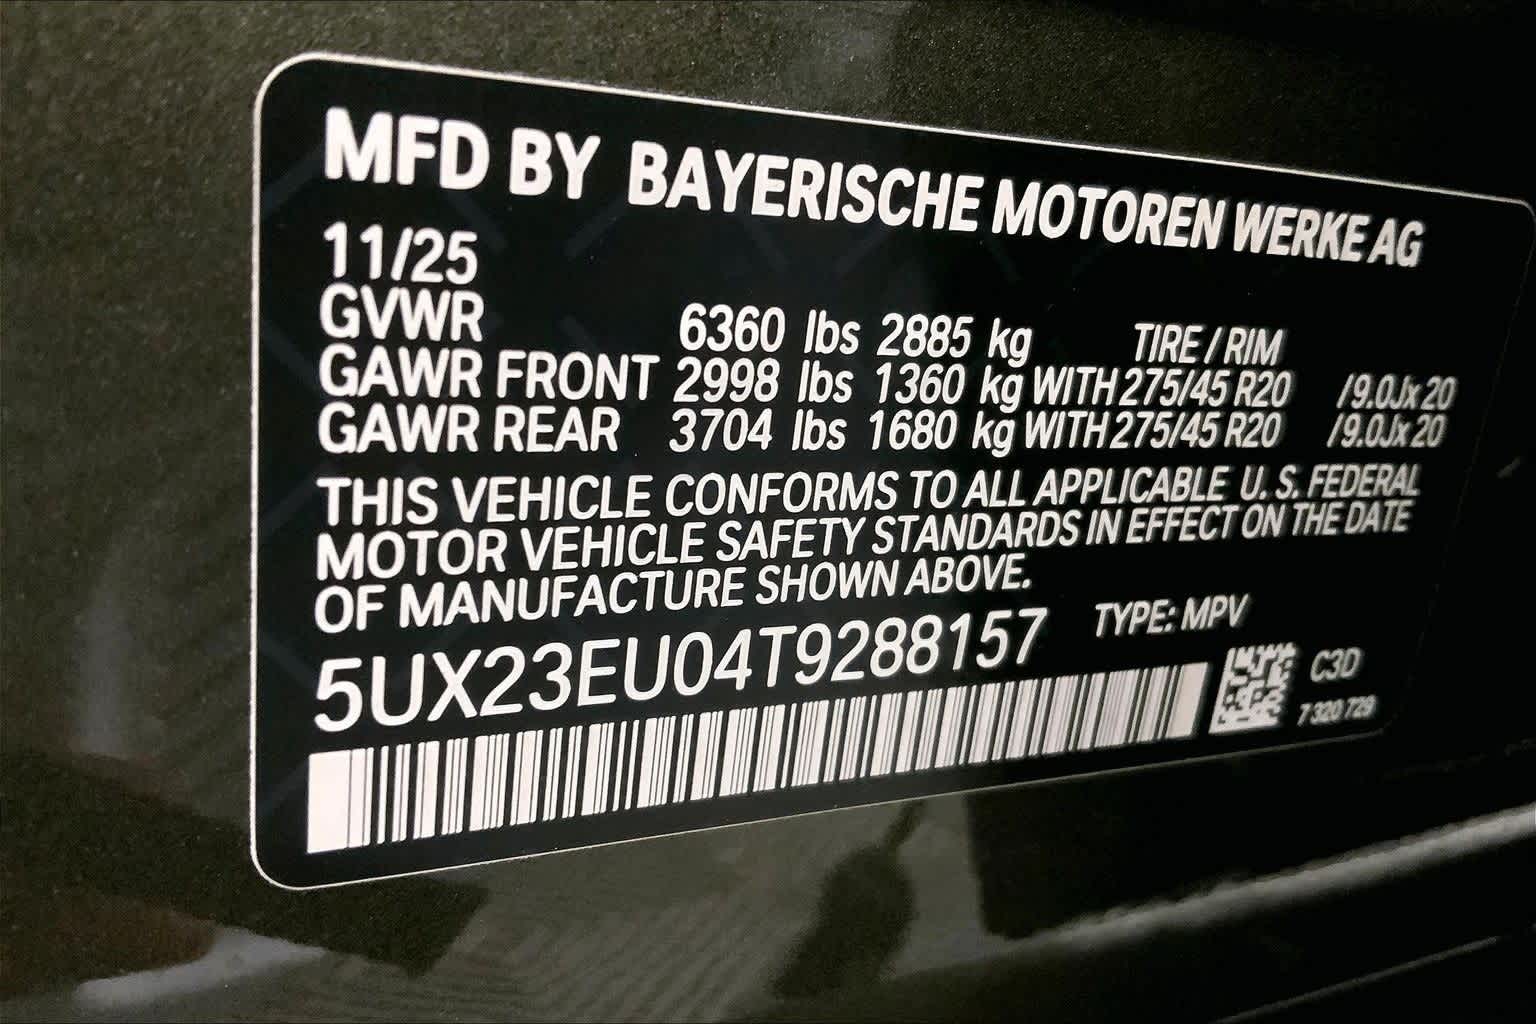 MFD BY BAYERISCHE MOTOREN WERKE AG
11/25
GVWR 6360 lbs 2885 kg TIRE / RIM
GAWR FRONT 2998 lbs 1360 kg WITH 275/45 R20 / 9.0Jx 20
GAWR REAR 3704 lbs 1680 kg WITH 275/45 R20 / 9.0Jx 20
THIS VEHICLE CONFORMS TO ALL APPLICABLE U. S. FEDERAL
MOTOR VEHICLE SAFETY STANDARDS IN EFFECT ON THE DATE
OF MANUFACTURE SHOWN ABOVE.
5UX23EU04T9288157 TYPE: MPV
C3D
7 320 729